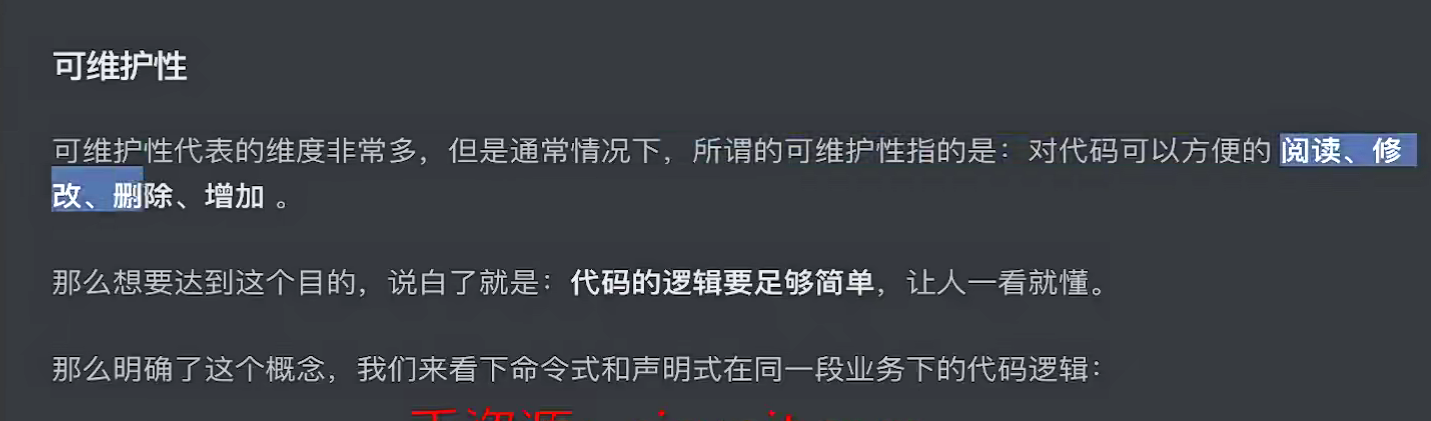 可维护性
可维护性代表的维度非常多，但是通常情况下，所谓的可维护性指的是：对代码可以方便的 阅读、修
改、删除、增加 。
那么想要达到这个目的，说白了就是：代码的逻辑要足够简单，让人一看就懂。
那么明确了这个概念，我们来看下命令式和声明式在同一段业务下的代码逻辑：